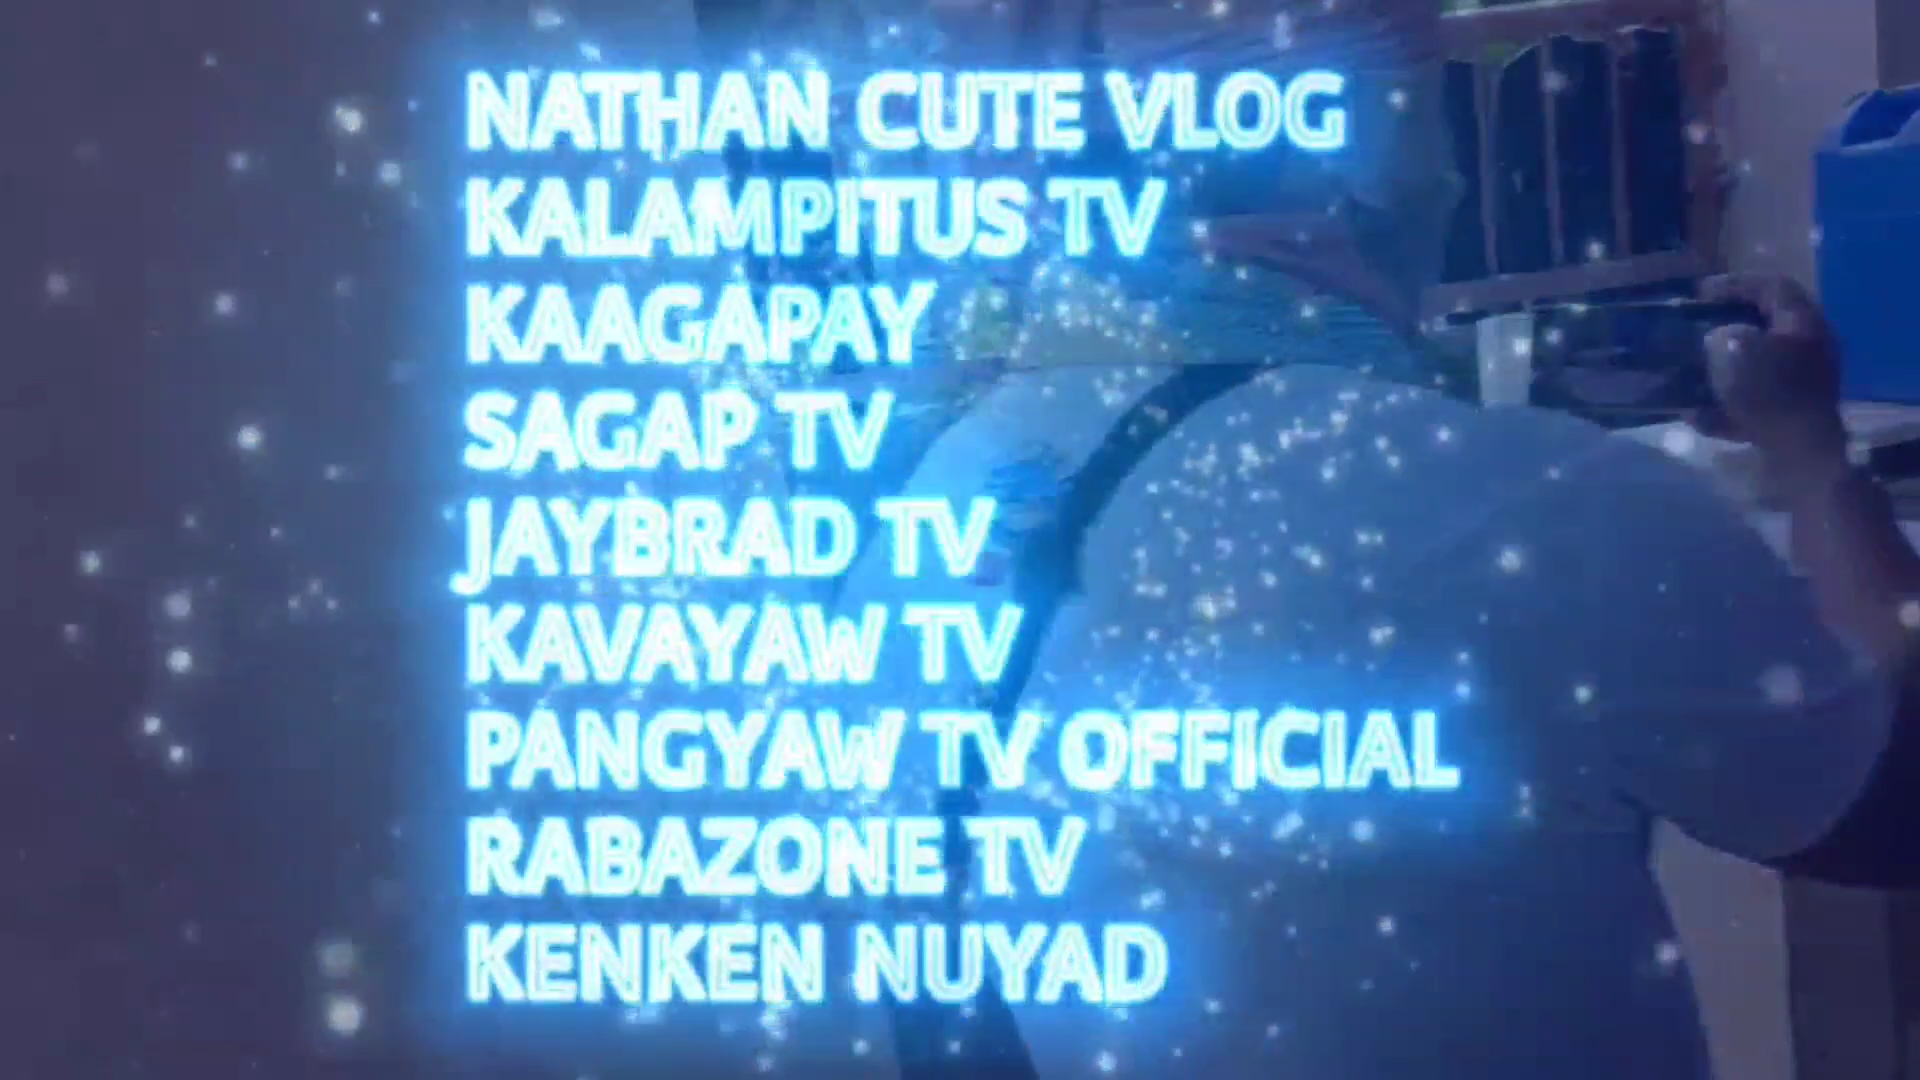 NATHAN CUTE VLOG
KALAMPITUS TV
KAAGAPAY
SAGAP TV
JAYBRAD TV
KAVAYAW TV
PANGYAW TV OFFICIAL
RABAZONE TV
KENKEN NUYAD